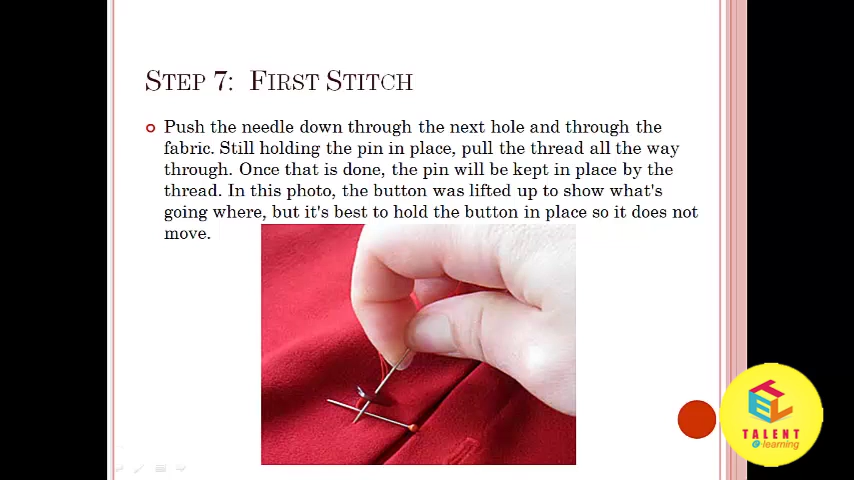 STEP 7: FIRST STITCH
Push the needle down through the next hole and through the
fabric. Still holding the pin in place, pull the thread all the way
through. Once that is done, the pin will be kept in place by the
thread. In this photo, the button was lifted up to show what's
going where, but it's best to hold the button in place so it does not
move.
TEL
TALENT
e-learning